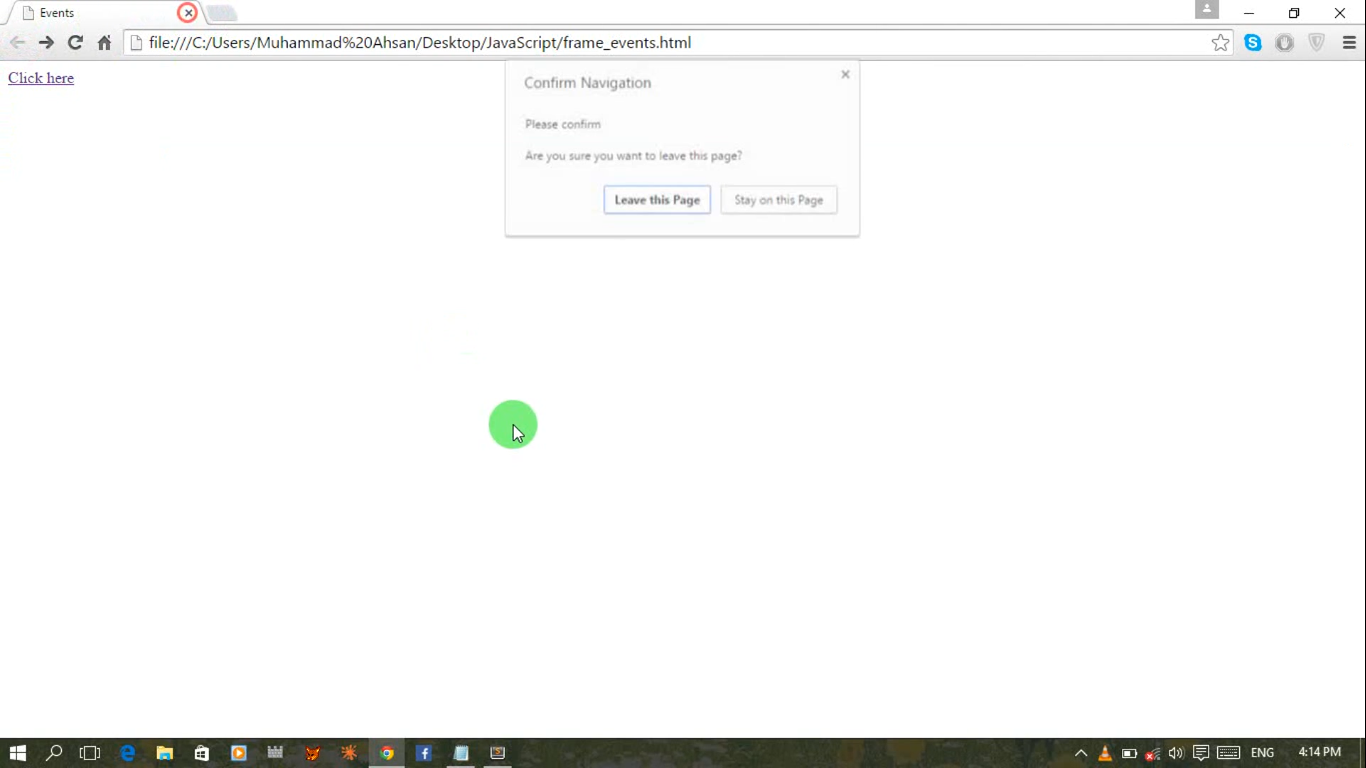 Events
file:///C:/Users/Muhammad%20Ahsan/Desktop/JavaScript/frame_events.html
Click here
Confirm Navigation
Please confirm
Are you sure you want to leave this page?
Leave this Page
Stay on this Page
ENG
4:14 PM